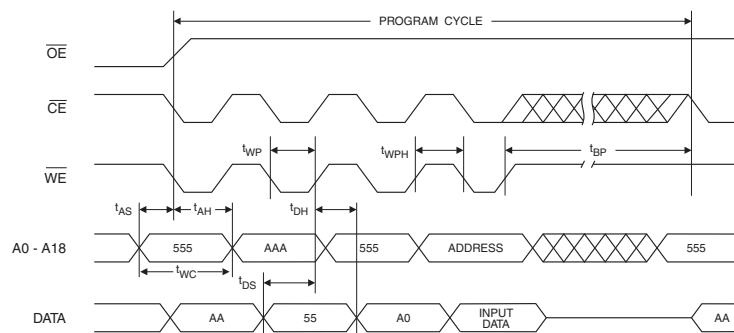 PROGRAM CYCLE
OE
CE
tWP tWPH tBP
WE
tAS tAH tDH
A0 - A18 555 AAA 555 ADDRESS 555
tWC
tDS
DATA AA 55 A0 INPUT DATA AA